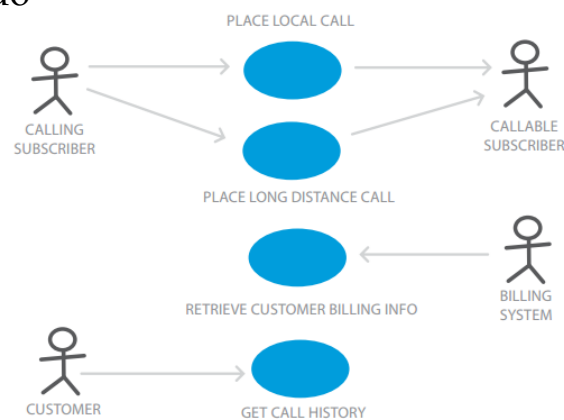 PLACE LOCAL CALL
CALLING
SUBSCRIBER
CALLABLE
SUBSCRIBER
PLACE LONG DISTANCE CALL
RETRIEVE CUSTOMER BILLING INFO
BILLING
SYSTEM
CUSTOMER
GET CALL HISTORY